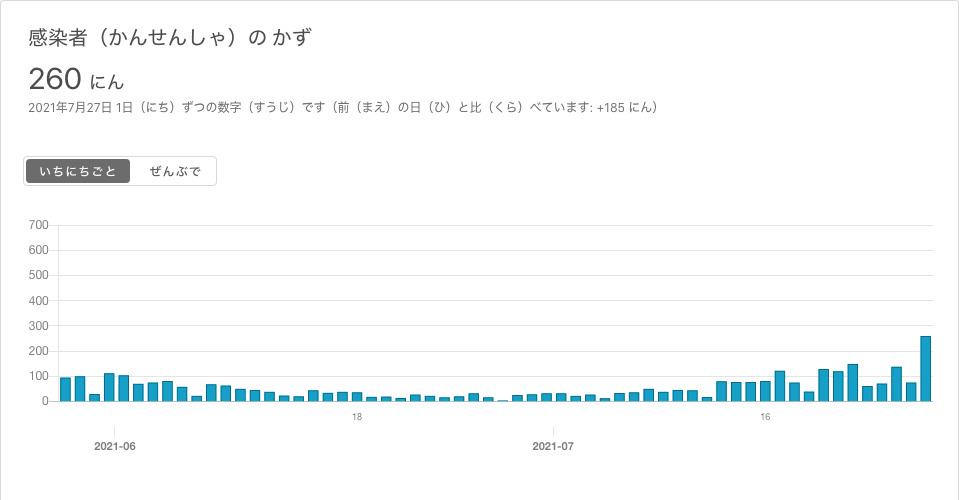 感染者（かんせんしゃ）の かず
260 にん
2021年7月27日 1日（にち）ずつの数字（すうじ）です（前（まえ）の日（ひ）と比（くら）べています: +185 にん）
いちにちごと ぜんぶで
700
600
500
400
300
200
100
0
18 16
2021-06 2021-07